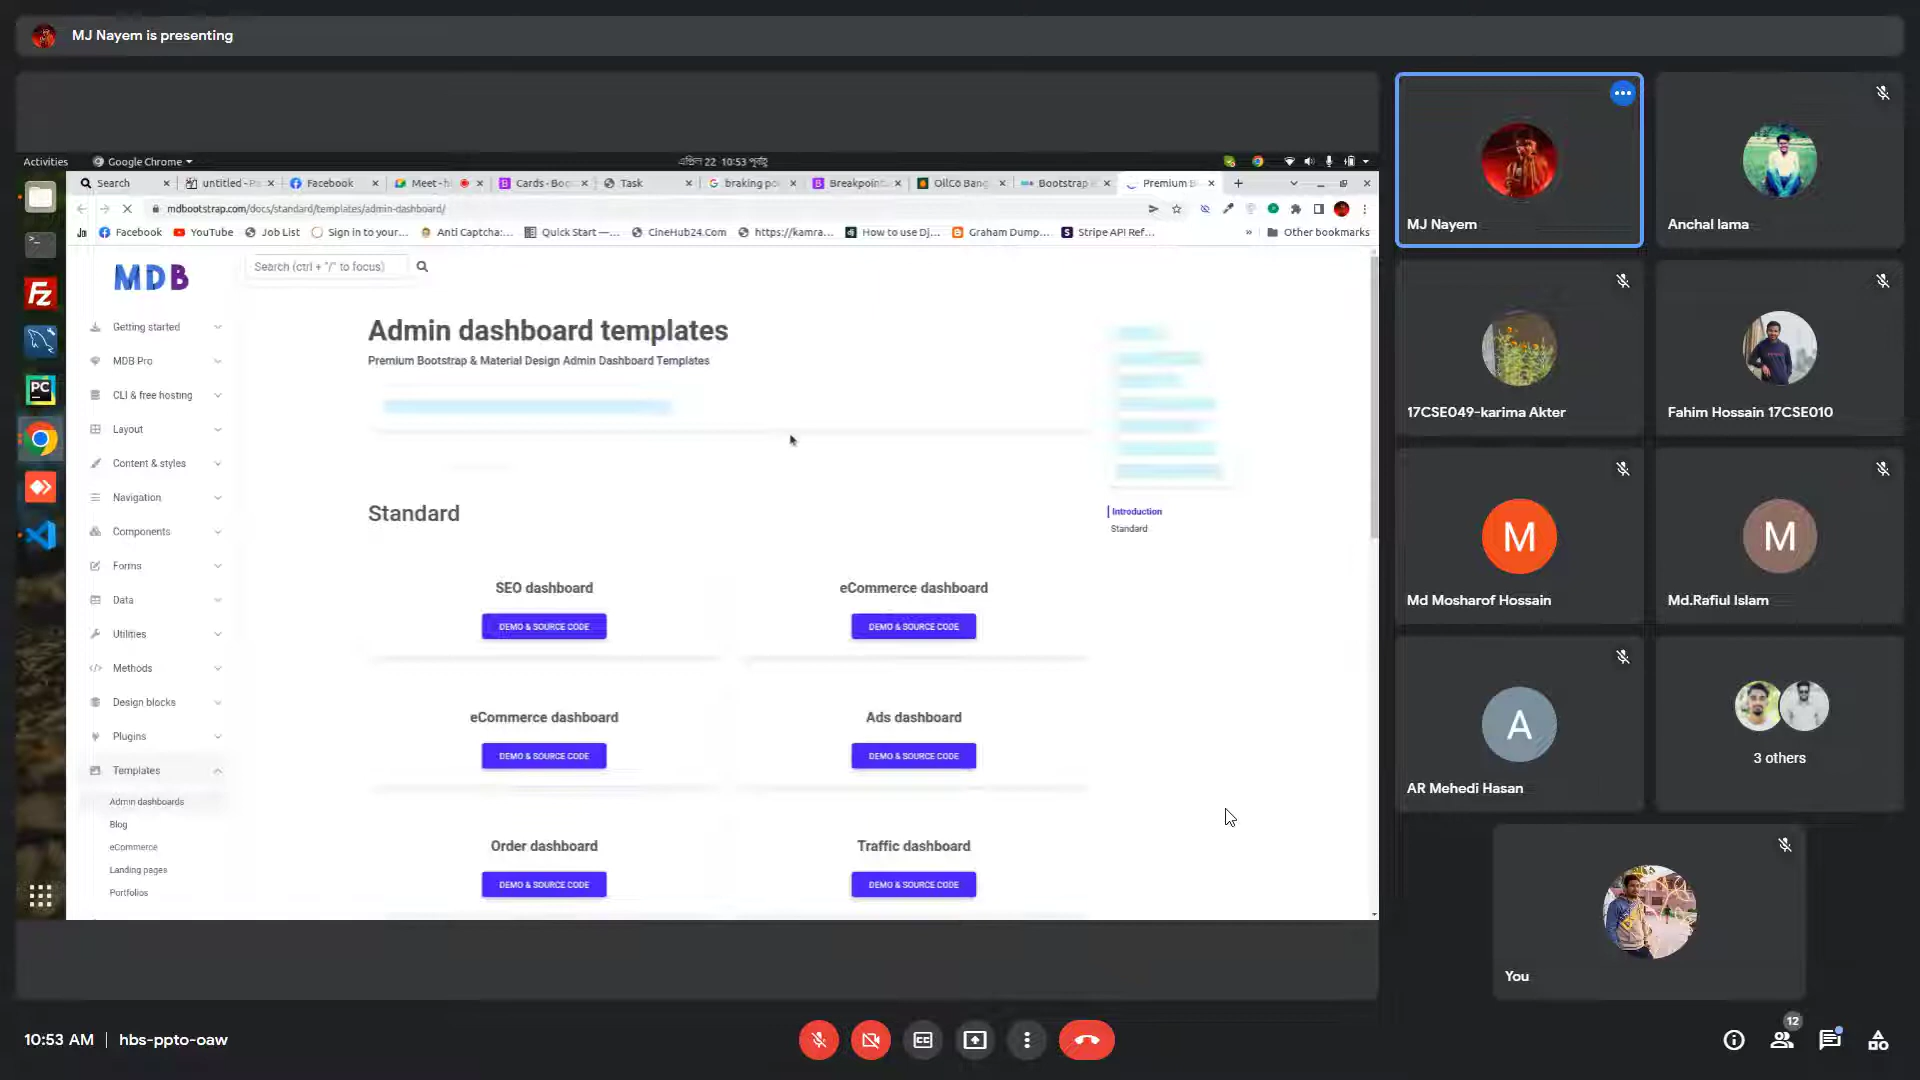 MJ Nayem is presenting
Activities
Google Chrome
এপ্রিল 22 10:53 পূর্বাহ্ণ
Search
untitled - Pa
Facebook
Meet - h
Cards · Boo
Task
braking po
Breakpoint
OilCo Bang
Bootstrap
Premium B
mdbootstrap.com/docs/standard/templates/admin-dashboard/
Facebook
YouTube
Job List
Sign in to your...
Anti Captcha:...
Quick Start —...
CineHub24.Com
https://kamra...
How to use Dj...
Graham Dump...
Stripe API Ref...
Other bookmarks
MDB
Search (ctrl + "/" to focus)
Getting started
MDB Pro
CLI & free hosting
Layout
Content & styles
Navigation
Components
Forms
Data
Utilities
Methods
Design blocks
Plugins
Templates
Admin dashboards
Blog
eCommerce
Landing pages
Portfolios
Admin dashboard templates
Premium Bootstrap & Material Design Admin Dashboard Templates
Standard
SEO dashboard
DEMO & SOURCE CODE
eCommerce dashboard
DEMO & SOURCE CODE
eCommerce dashboard
DEMO & SOURCE CODE
Ads dashboard
DEMO & SOURCE CODE
Order dashboard
DEMO & SOURCE CODE
Traffic dashboard
DEMO & SOURCE CODE
Introduction
Standard
MJ Nayem
Anchal lama
17CSE049-karima Akter
Fahim Hossain 17CSE010
M
Md Mosharof Hossain
M
Md.Rafiul Islam
A
AR Mehedi Hasan
3 others
You
10:53 AM
hbs-ppto-oaw
12